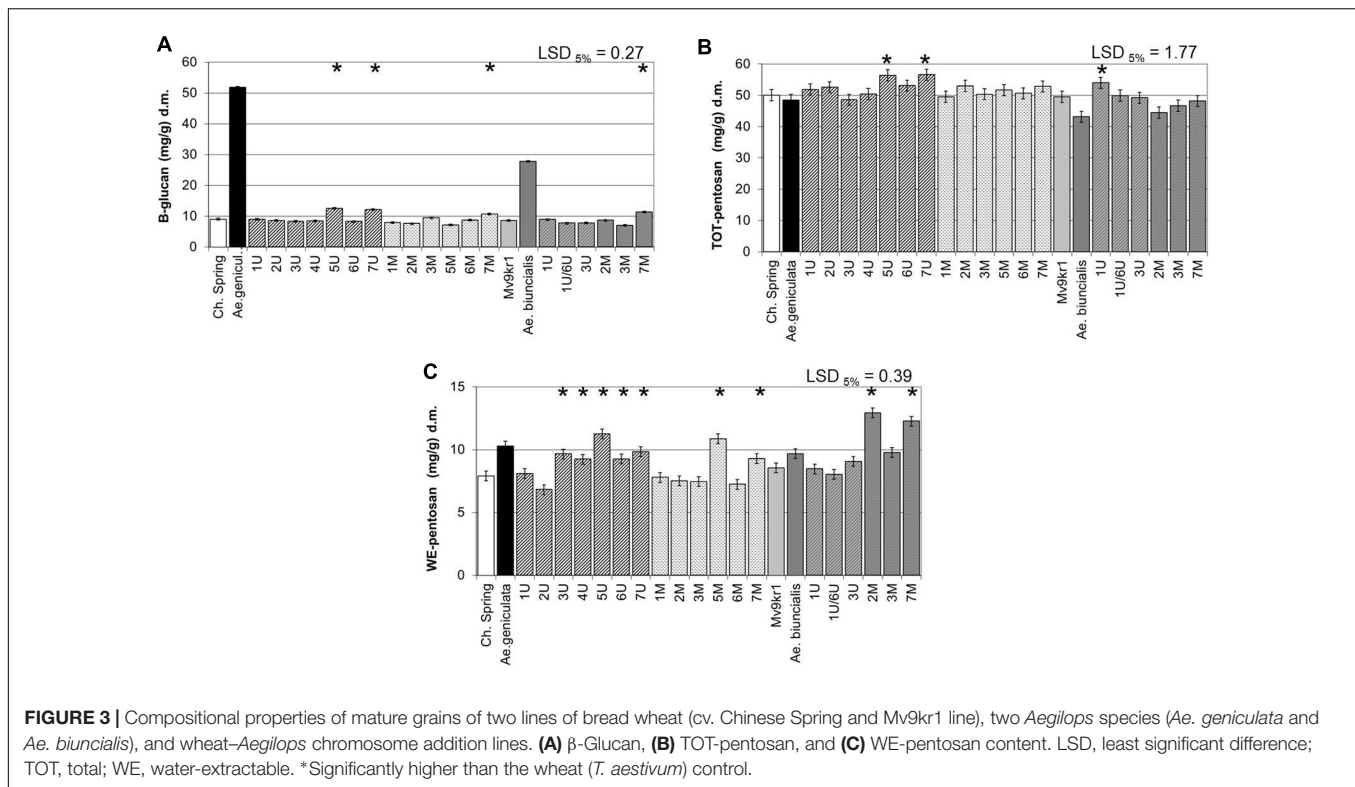 A
LSD 5% = 0.27
B-glucan (mg/g) d.m.
60
50
40
30
20
10
0
* * * *
Ch. Spring
Ae.genicul.
1U
2U
3U
4U
5U
6U
7U
1M
2M
3M
5M
6M
7M
Mv9kr1
Ae. biuncialis
1U
1U/6U
3U
2M
3M
7M
B
LSD 5% = 1.77
TOT-pentosan (mg/g) d.m.
60
50
40
30
20
10
0
* * *
Ch. Spring
Ae.geniculata
1U
2U
3U
4U
5U
6U
7U
1M
2M
3M
5M
6M
7M
Mv9kr1
Ae. biuncialis
1U
1U/6U
3U
2M
3M
7M
C
LSD 5% = 0.39
WE-pentosan (mg/g) d.m.
15
10
5
0
* * * * * * * * *
Ch. Spring
Ae.geniculata
1U
2U
3U
4U
5U
6U
7U
1M
2M
3M
5M
6M
7M
Mv9kr1
Ae. biuncialis
1U
1U/6U
3U
2M
3M
7M
FIGURE 3 | Compositional properties of mature grains of two lines of bread wheat (cv. Chinese Spring and Mv9kr1 line), two Aegilops species (Ae. geniculata and
Ae. biuncialis), and wheat–Aegilops chromosome addition lines. (A) β-Glucan, (B) TOT-pentosan, and (C) WE-pentosan content. LSD, least significant difference;
TOT, total; WE, water-extractable. *Significantly higher than the wheat (T. aestivum) control.